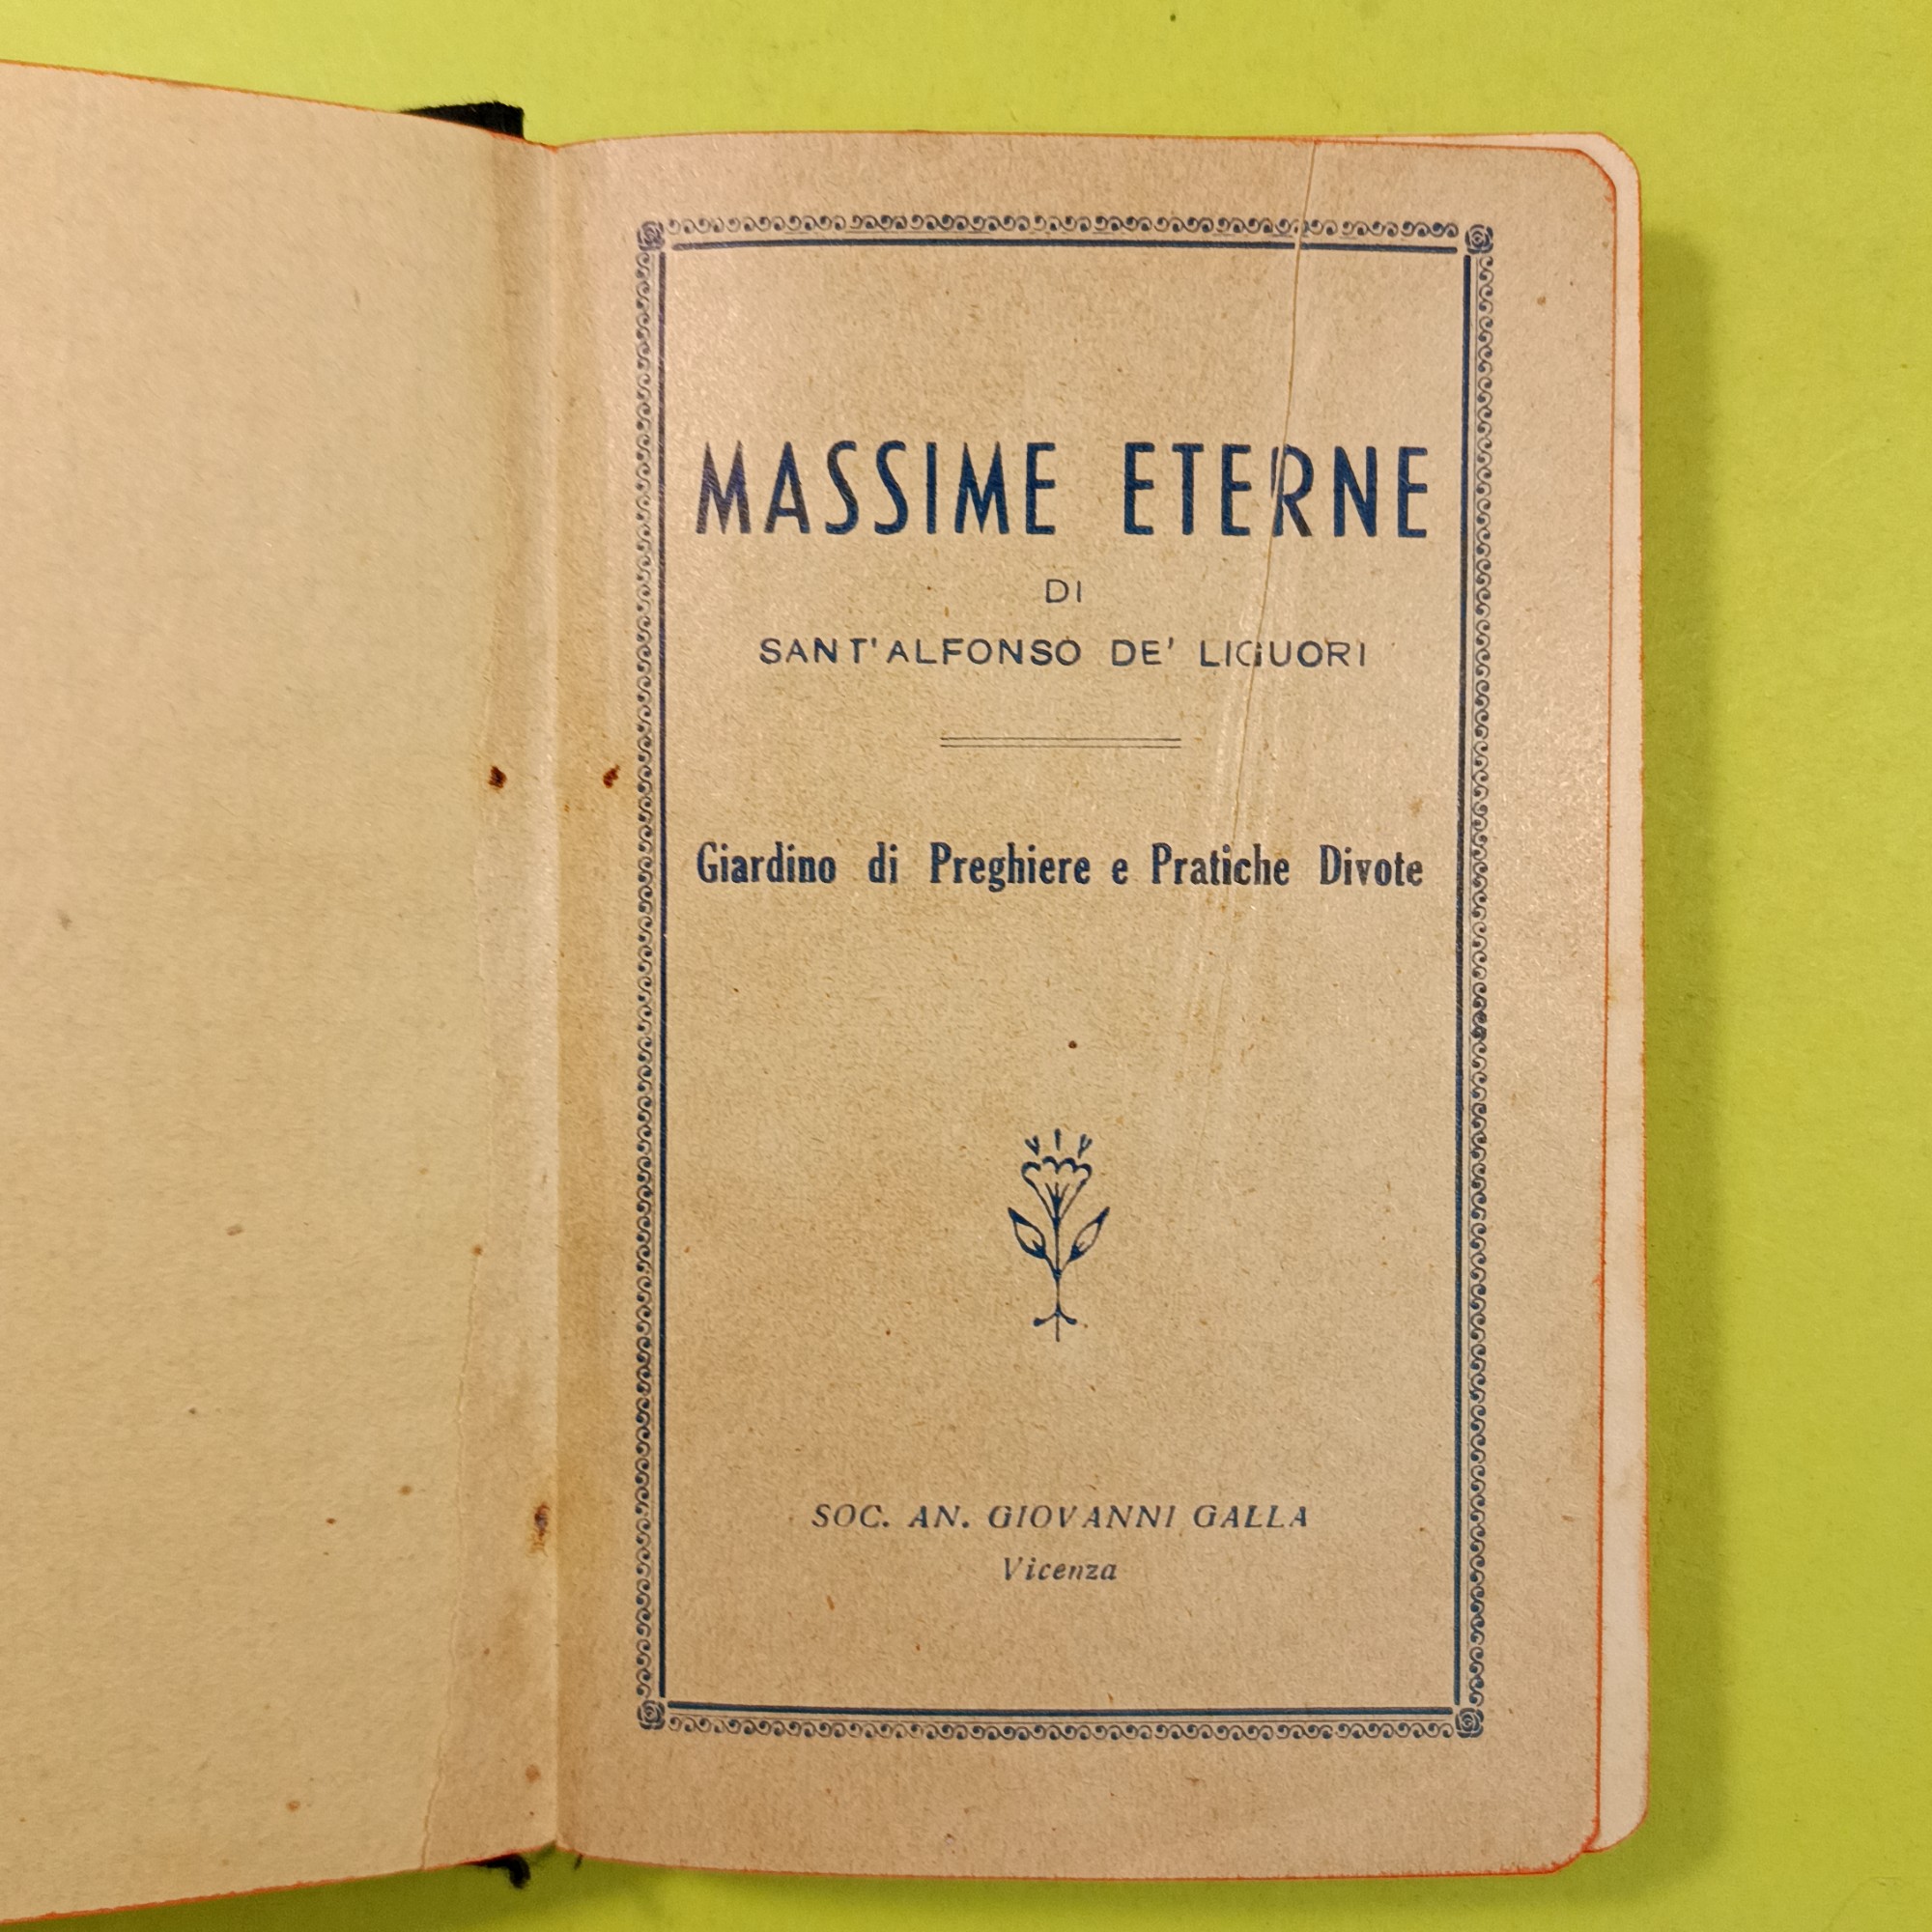 MASSIME ETERNE
DI
SANT'ALFONSO DE' LIGUORI
Giardino di Preghiere e Pratiche Divote
SOC. AN. GIOVANNI GALLA
Vicenza